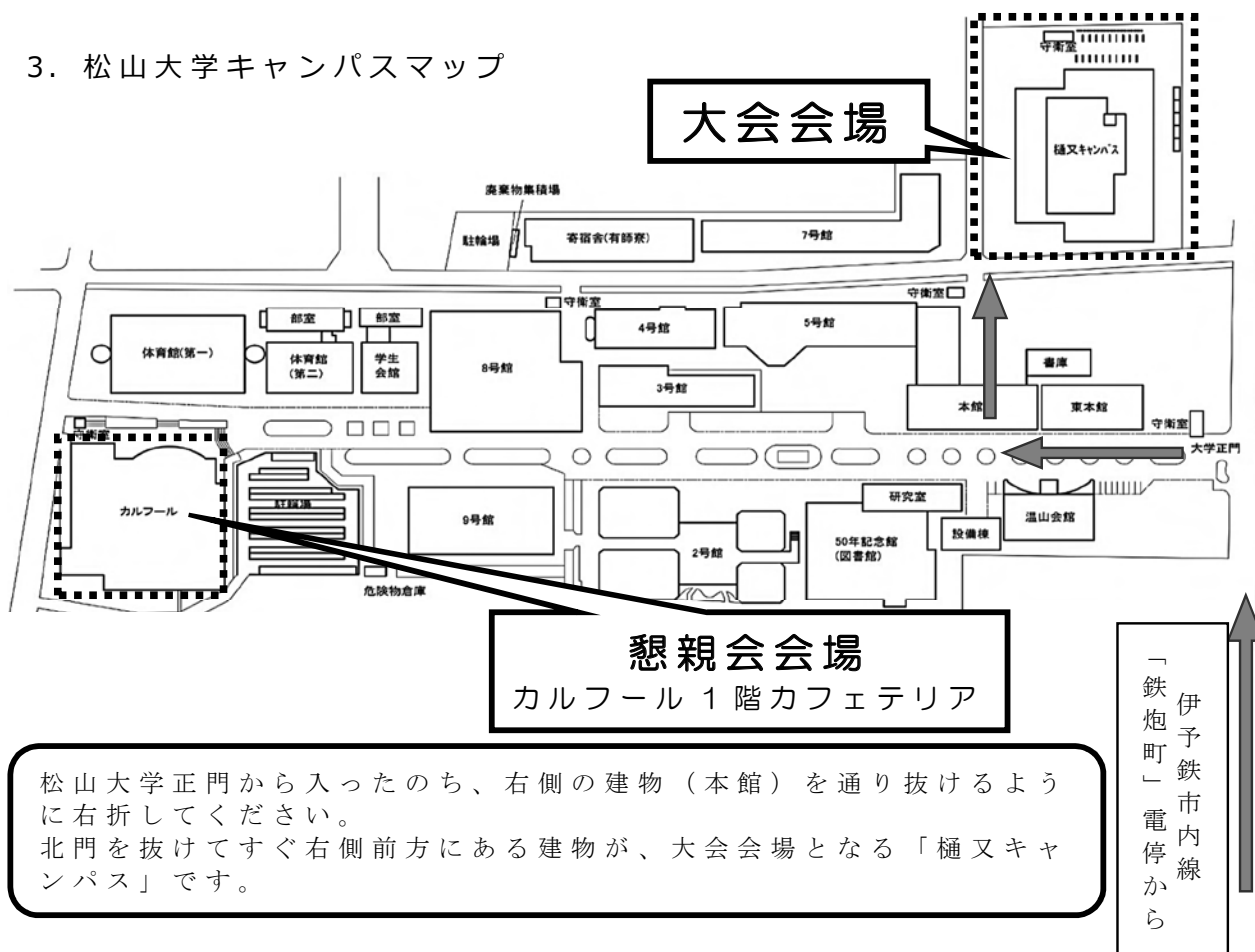 3. 松山大学キャンパスマップ
守衛室
大会会場
樋又キャンパス
廃棄物集積場
駐輪場
寄宿舎(有師寮)
7号館
守衛室
守衛室
部室
部室
4号館
5号館
体育館(第一)
体育館
(第二)
学生
会館
8号館
3号館
書庫
本館
東本館
守衛室
守衛室
大学正門
カルフール
駐輪場
9号館
2号館
研究室
50年記念館
(図書館)
設備棟
温山会館
危険物倉庫
懇親会会場
カルフール 1 階カフェテリア
伊予鉄市内線
「鉄炮町」電停から
松山大学正門から入ったのち、右側の建物（本館）を通り抜けるよう
に右折してください。
北門を抜けてすぐ右側前方にある建物が、大会会場となる「樋又キャ
ンパス」です。